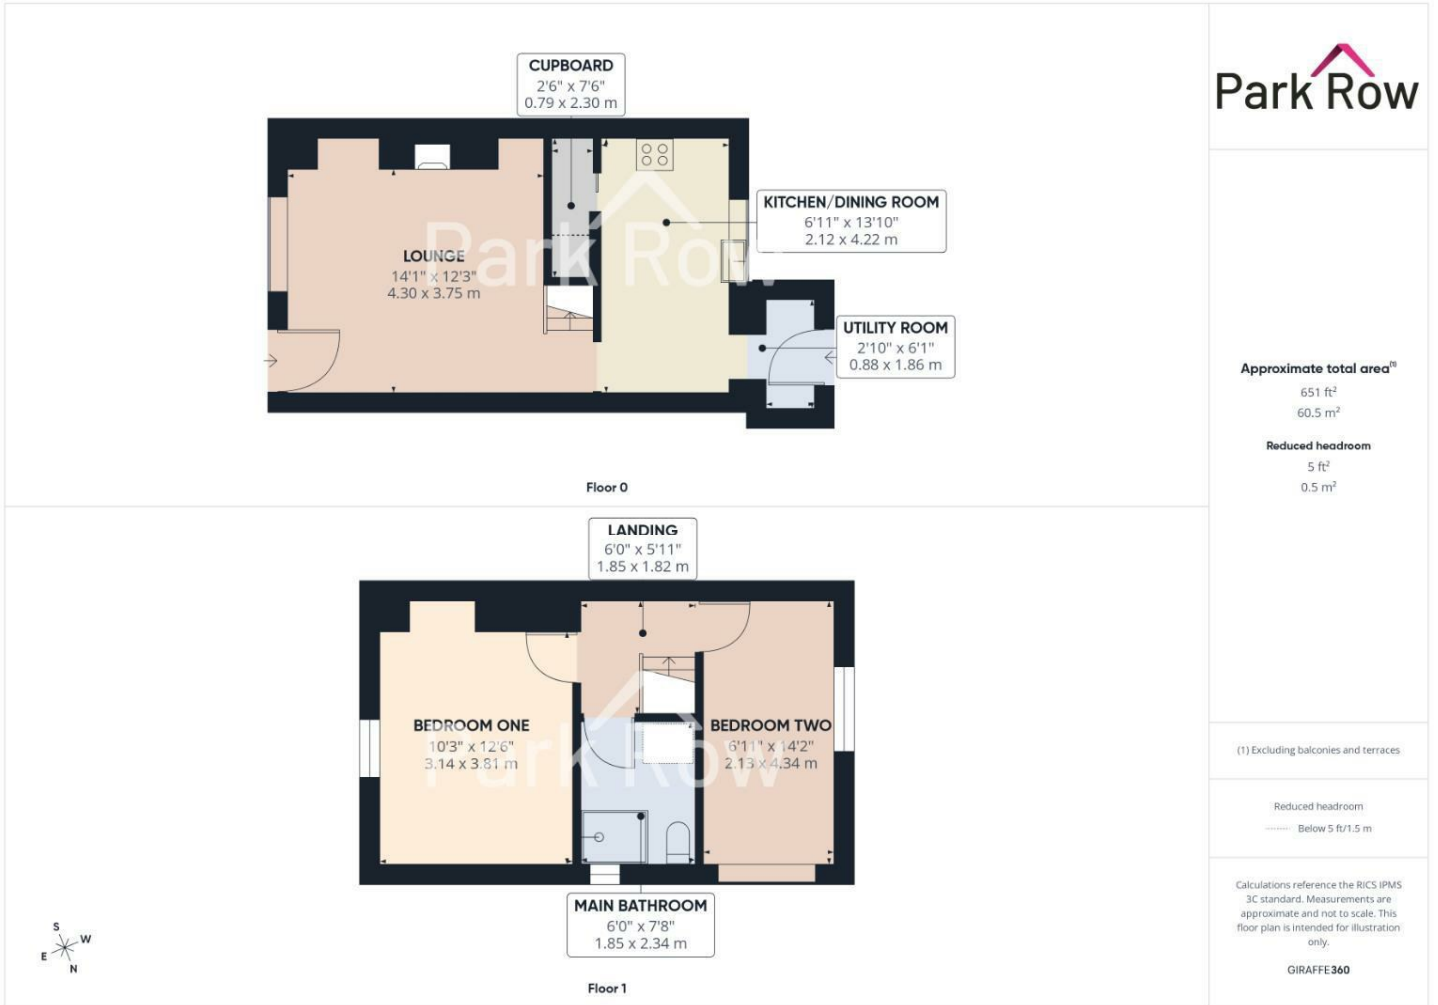 CUPBOARD
2'6" x 7'6"
0.79 x 2.30 m
KITCHEN/DINING ROOM
6'11" x 13'10"
2.12 x 4.22 m
LOUNGE
14'1" x 12'3"
4.30 x 3.75 m
UTILITY ROOM
2'10" x 6'1"
0.88 x 1.86 m
Park Row
Floor 0
LANDING
6'0" x 5'11"
1.85 x 1.82 m
BEDROOM ONE
10'3" x 12'6"
3.14 x 3.81 m
BEDROOM TWO
6'11" x 14'2"
2.13 x 4.34 m
Park Row
MAIN BATHROOM
6'0" x 7'8"
1.85 x 2.34 m
S
W
E
N
Floor 1
Park Row
Approximate total area(1)
651 ft²
60.5 m²
Reduced headroom
5 ft²
0.5 m²
(1) Excluding balconies and terraces
Reduced headroom
Below 5 ft/1.5 m
Calculations reference the RICS IPMS
3C standard. Measurements are
approximate and not to scale. This
floor plan is intended for illustration
only.
GIRAFFE360